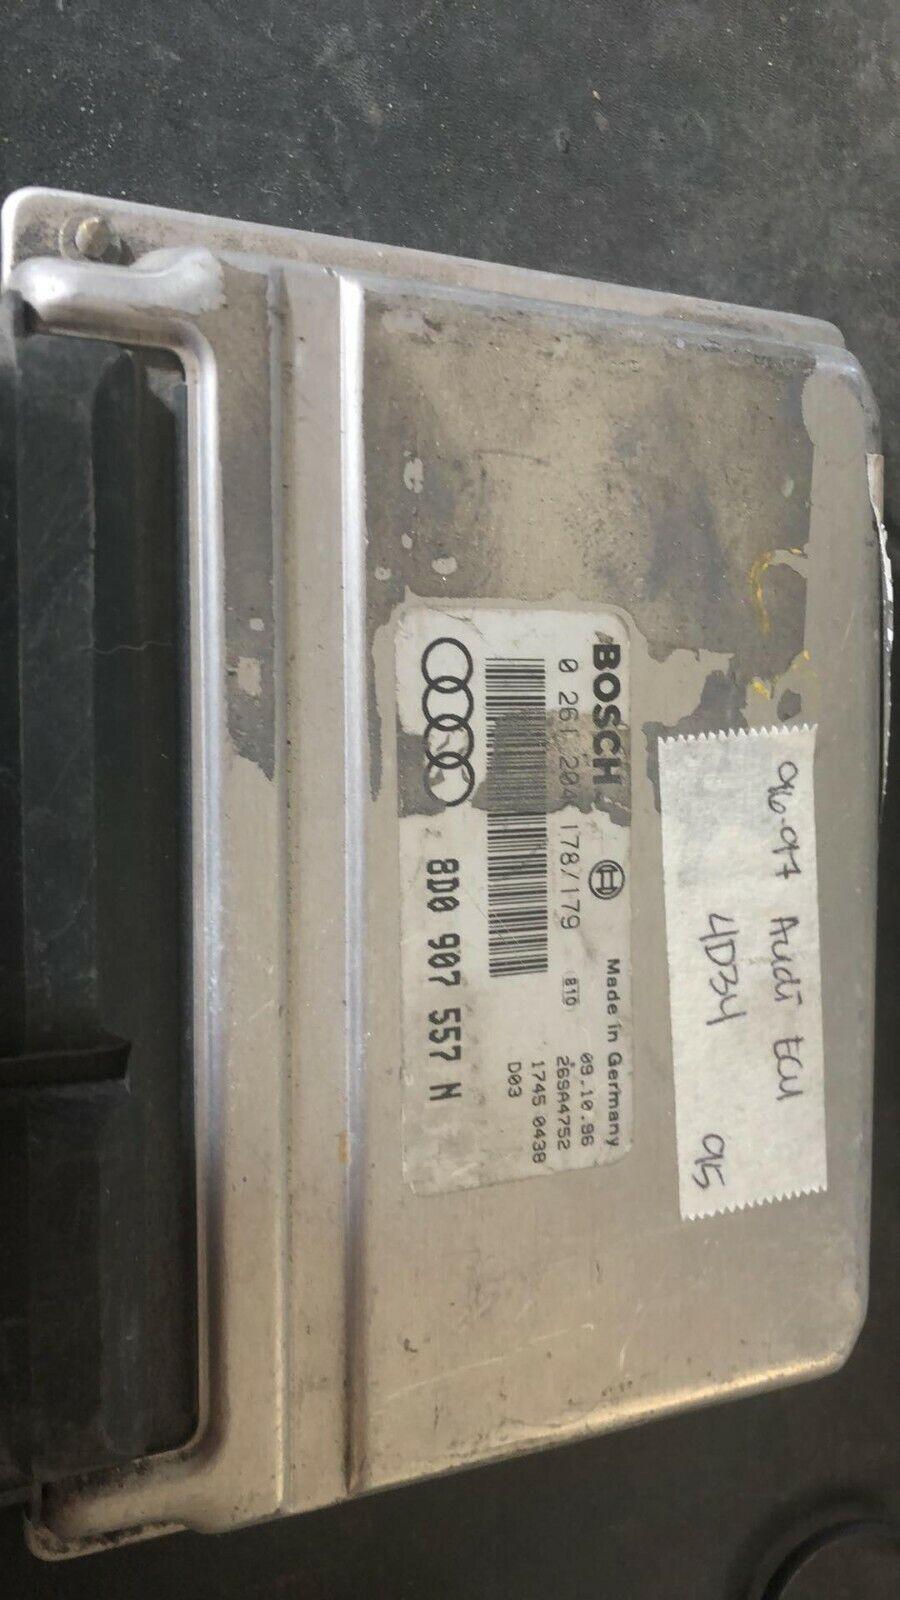 96-97 Audi ECU
4D34 95
BOSCH
Made in Germany
0 261 204 178/179 810
09.10.96
26SA4752
1745 0438
D03
8D0 907 557 N